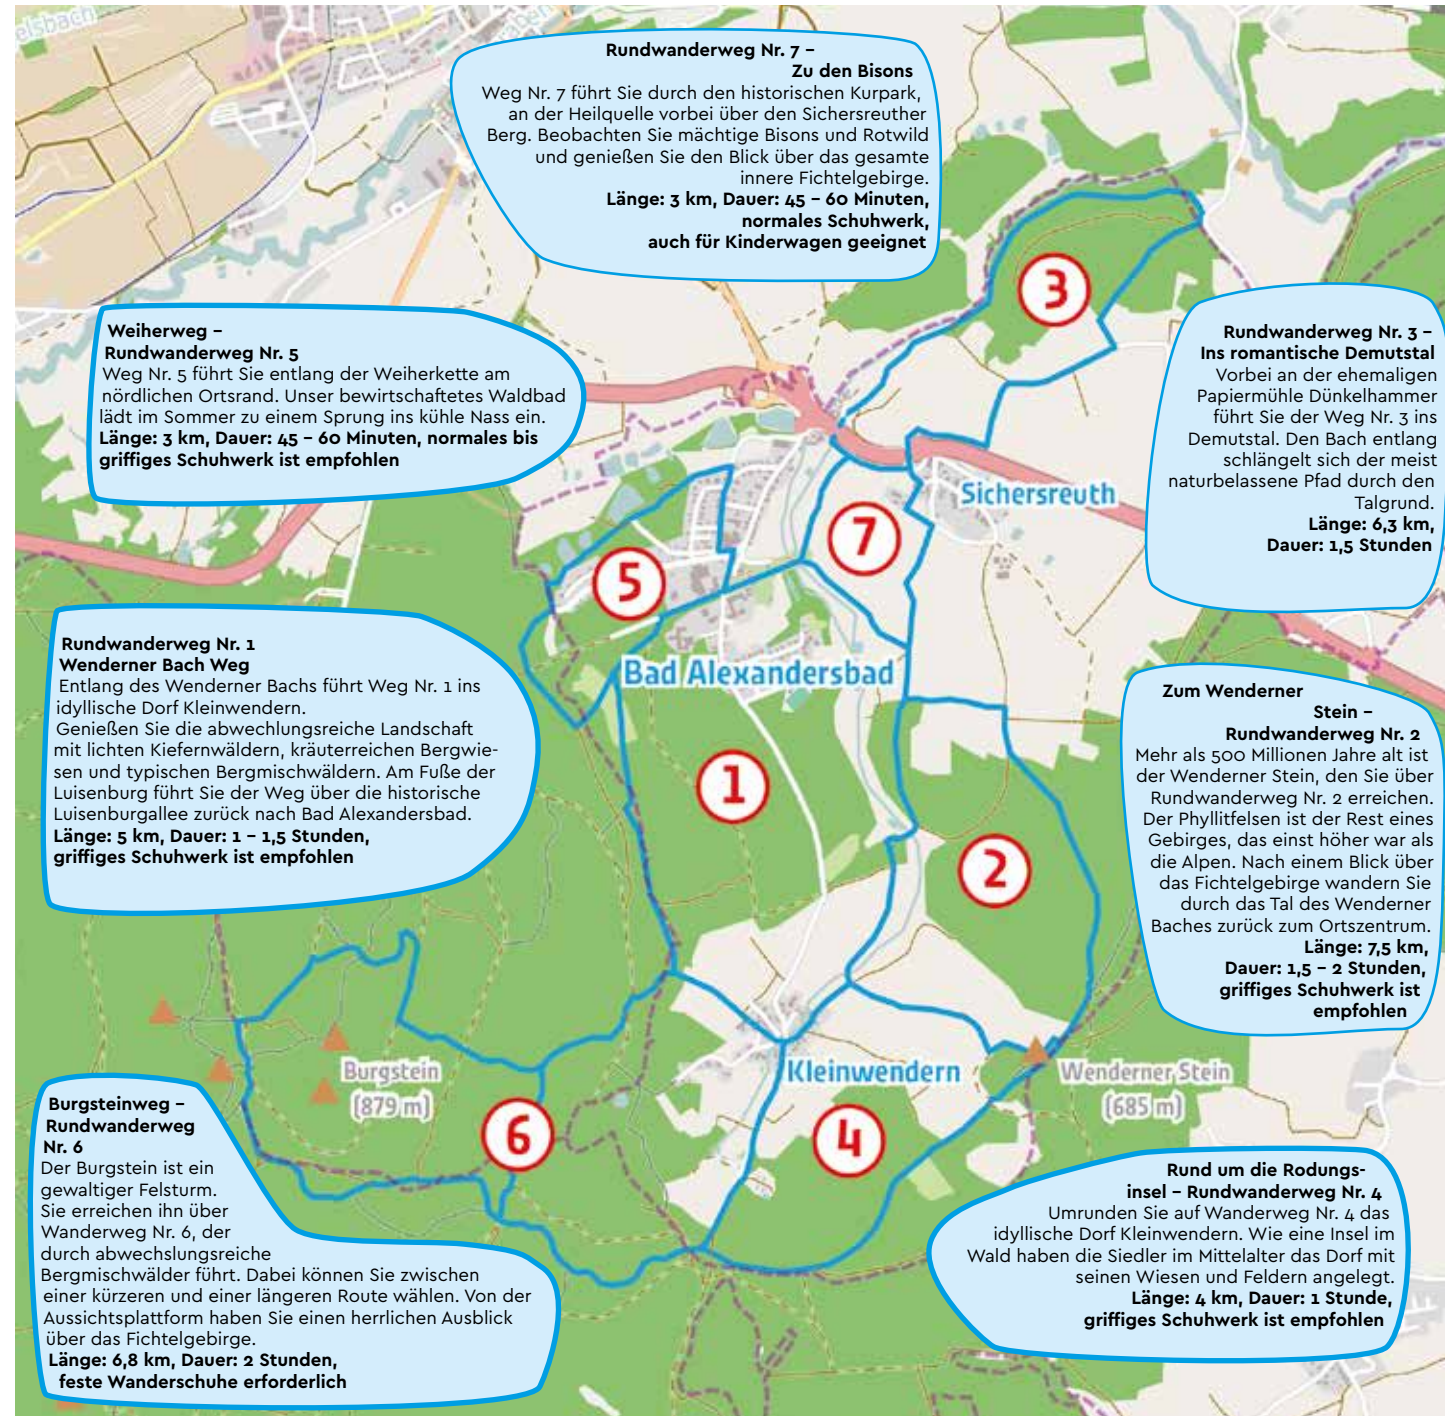 elsbach
Rundwanderweg Nr. 7 –
Zu den Bisons
Weg Nr. 7 führt Sie durch den historischen Kurpark,
an der Heilquelle vorbei über den Sichersreuther
Berg. Beobachten Sie mächtige Bisons und Rotwild
und genießen Sie den Blick über das gesamte
innere Fichtelgebirge.
Länge: 3 km, Dauer: 45 – 60 Minuten,
normales Schuhwerk,
auch für Kinderwagen geeignet
3
Weiherweg –
Rundwanderweg Nr. 5
Weg Nr. 5 führt Sie entlang der Weiherkette am
nördlichen Ortsrand. Unser bewirtschaftetes Waldbad
lädt im Sommer zu einem Sprung ins kühle Nass ein.
Länge: 3 km, Dauer: 45 – 60 Minuten, normales bis
griffiges Schuhwerk ist empfohlen
Rundwanderweg Nr. 3 –
Ins romantische Demutstal
Vorbei an der ehemaligen
Papiermühle Dünkelhammer
führt Sie der Weg Nr. 3 ins
Demutstal. Den Bach entlang
schlängelt sich der meist
naturbelassene Pfad durch den
Talgrund.
Länge: 6,3 km,
Dauer: 1,5 Stunden
Sichersreuth
7
5
Bad Alexandersbad
Rundwanderweg Nr. 1
Wenderner Bach Weg
Entlang des Wenderner Bachs führt Weg Nr. 1 ins
idyllische Dorf Kleinwendern.
Genießen Sie die abwechlungsreiche Landschaft
mit lichten Kiefernwäldern, kräuterreichen Bergwie-
sen und typischen Bergmischwäldern. Am Fuße der
Luisenburg führt Sie der Weg über die historische
Luisenburgallee zurück nach Bad Alexandersbad.
Länge: 5 km, Dauer: 1 – 1,5 Stunden,
griffiges Schuhwerk ist empfohlen
1
2
Zum Wenderner
Stein –
Rundwanderweg Nr. 2
Mehr als 500 Millionen Jahre alt ist
der Wenderner Stein, den Sie über
Rundwanderweg Nr. 2 erreichen.
Der Phyllitfelsen ist der Rest eines
Gebirges, das einst höher war als
die Alpen. Nach einem Blick über
das Fichtelgebirge wandern Sie
durch das Tal des Wenderner
Baches zurück zum Ortszentrum.
Länge: 7,5 km,
Dauer: 1,5 – 2 Stunden,
griffiges Schuhwerk ist
empfohlen
Burgstein
(879 m)
Kleinwendern
Wenderner Stein
(685 m)
6
4
Burgsteinweg –
Rundwanderweg
Nr. 6
Der Burgstein ist ein
gewaltiger Felsturm.
Sie erreichen ihn über
Wanderweg Nr. 6, der
durch abwechslungsreiche
Bergmischwälder führt. Dabei können Sie zwischen
einer kürzeren und einer längeren Route wählen. Von der
Aussichtsplattform haben Sie einen herrlichen Ausblick
über das Fichtelgebirge.
Länge: 6,8 km, Dauer: 2 Stunden,
feste Wanderschuhe erforderlich
Rund um die Rodungs-
insel – Rundwanderweg Nr. 4
Umrunden Sie auf Wanderweg Nr. 4 das
idyllische Dorf Kleinwendern. Wie eine Insel im
Wald haben die Siedler im Mittelalter das Dorf mit
seinen Wiesen und Feldern angelegt.
Länge: 4 km, Dauer: 1 Stunde,
griffiges Schuhwerk ist empfohlen